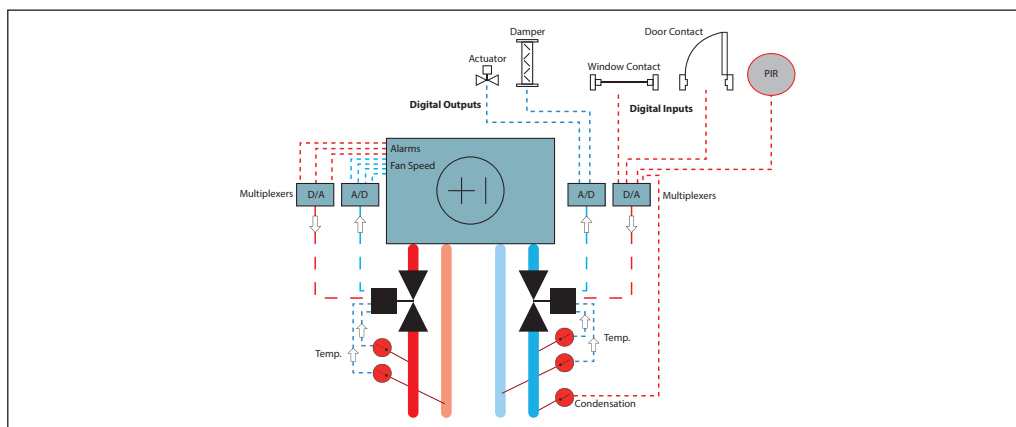 Damper
Door Contact
Actuator
Window Contact
PIR
Digital Outputs
Digital Inputs
Alarms
Fan Speed
Multiplexers
D/A
A/D
A/D
D/A
Multiplexers
Temp.
Temp.
Condensation